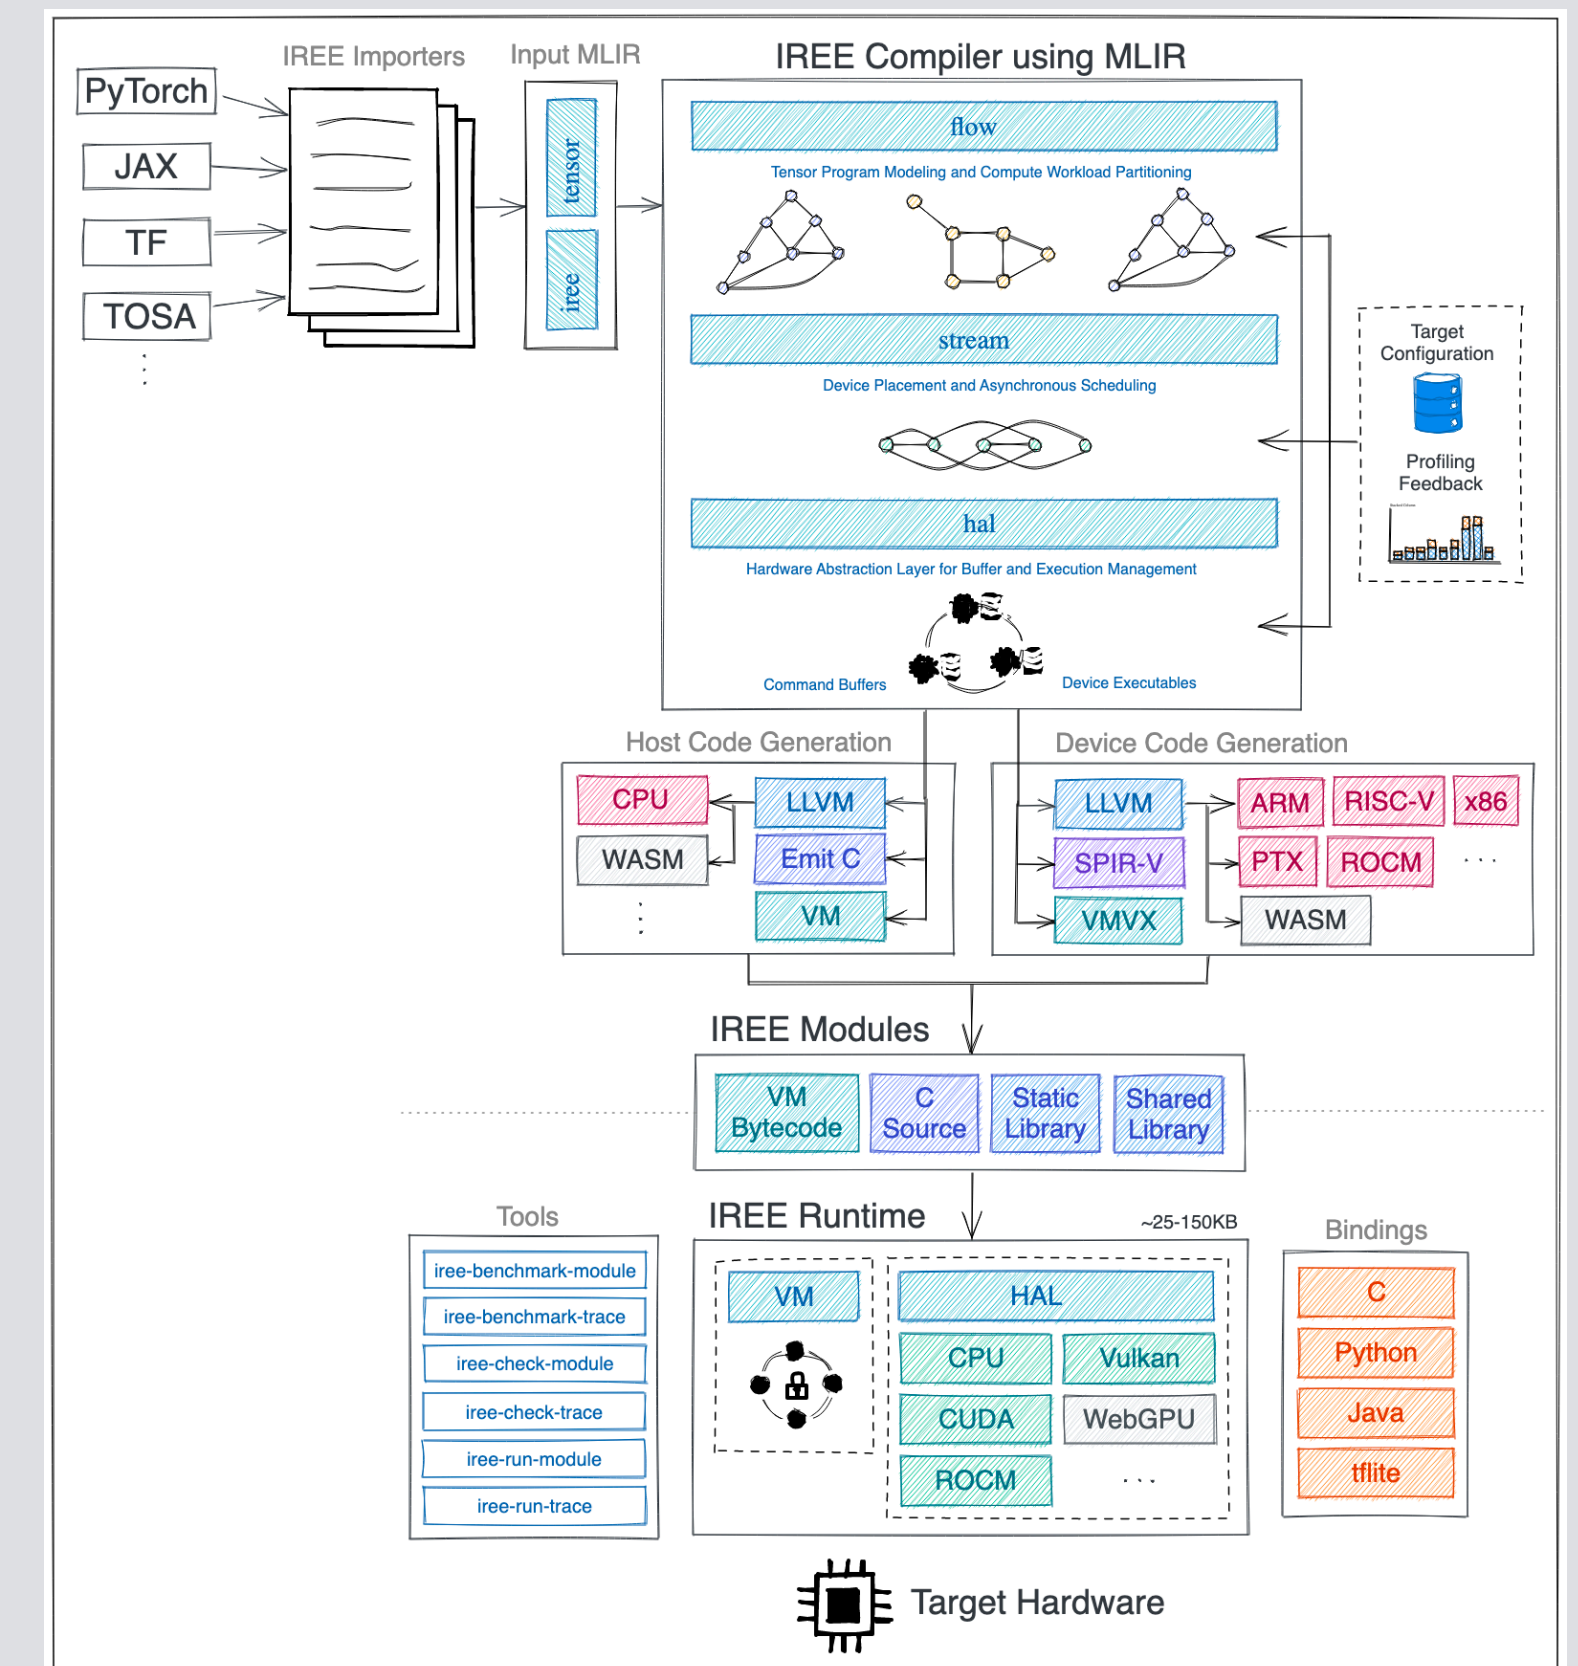 IREE Importers
Input MLIR
IREE Compiler using MLIR
PyTorch
JAX
TF
TOSA
tensor
iree
flow
Tensor Program Modeling and Compute Workload Partitioning
stream
Device Placement and Asynchronous Scheduling
hal
Hardware Abstraction Layer for Buffer and Execution Management
Command Buffers
Device Executables
Target
Configuration
Profiling
Feedback
Host Code Generation
CPU
LLVM
WASM
Emit C
VM
Device Code Generation
LLVM
ARM
RISC-V
x86
SPIR-V
PTX
ROCM
...
VMVX
WASM
IREE Modules
VM
Bytecode
C
Source
Static
Library
Shared
Library
Tools
iree-benchmark-module
iree-benchmark-trace
iree-check-module
iree-check-trace
iree-run-module
iree-run-trace
IREE Runtime
~25-150KB
VM
HAL
CPU
Vulkan
CUDA
WebGPU
ROCM
...
Bindings
C
Python
Java
tflite
Target Hardware